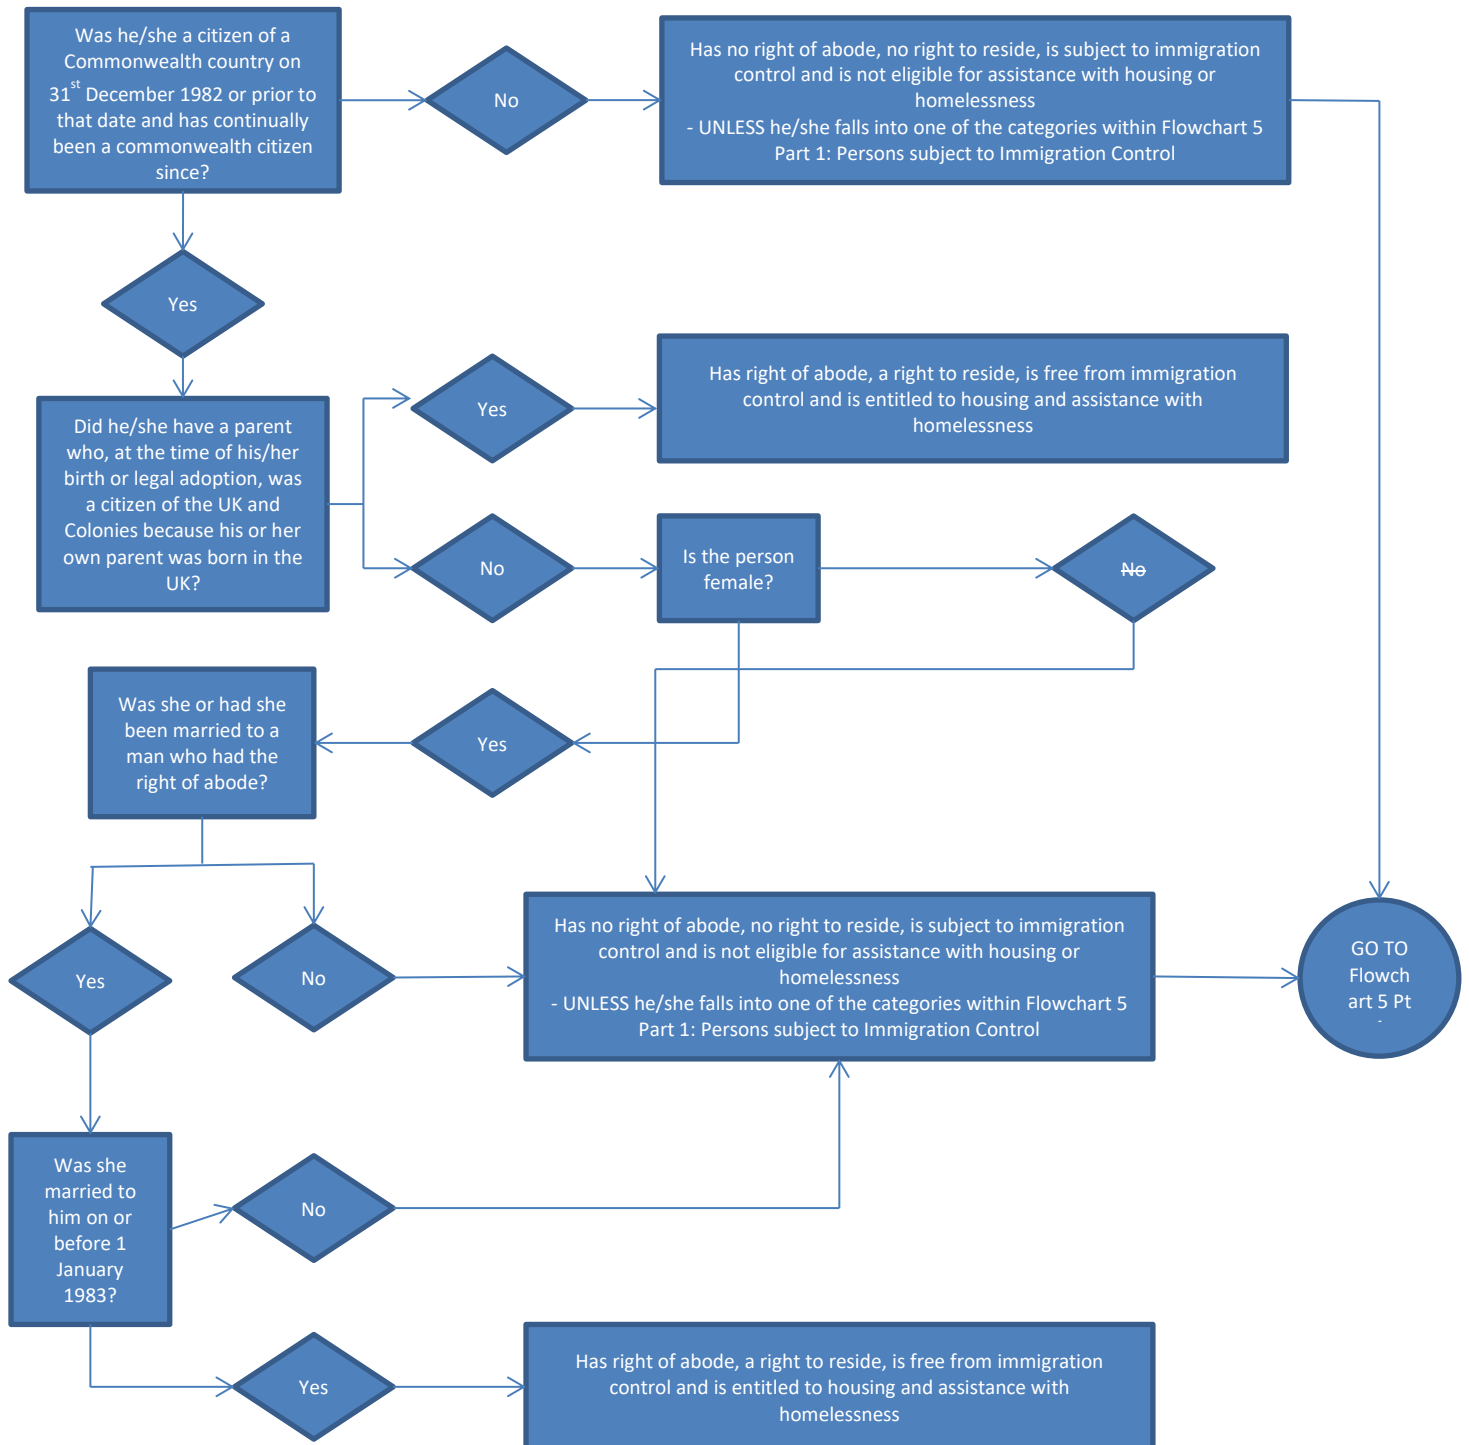 Was he/she a citizen of a
Commonwealth country on
31st December 1982 or prior to
that date and has continually
been a commonwealth citizen
since?
No
Has no right of abode, no right to reside, is subject to immigration
control and is not eligible for assistance with housing or
homelessness
- UNLESS he/she falls into one of the categories within Flowchart 5
Part 1: Persons subject to Immigration Control
Yes
Did he/she have a parent
who, at the time of his/her
birth or legal adoption, was
a citizen of the UK and
Colonies because his or her
own parent was born in the
UK?
Yes
Has right of abode, a right to reside, is free from immigration
control and is entitled to housing and assistance with
homelessness
No
Is the person
female?
No
Yes
Was she or had she
been married to a
man who had the
right of abode?
Yes
No
Has no right of abode, no right to reside, is subject to immigration
control and is not eligible for assistance with housing or
homelessness
- UNLESS he/she falls into one of the categories within Flowchart 5
Part 1: Persons subject to Immigration Control
GO TO
Flowch
art 5 Pt
Was she
married to
him on or
before 1
January
1983?
No
Yes
Has right of abode, a right to reside, is free from immigration
control and is entitled to housing and assistance with
homelessness